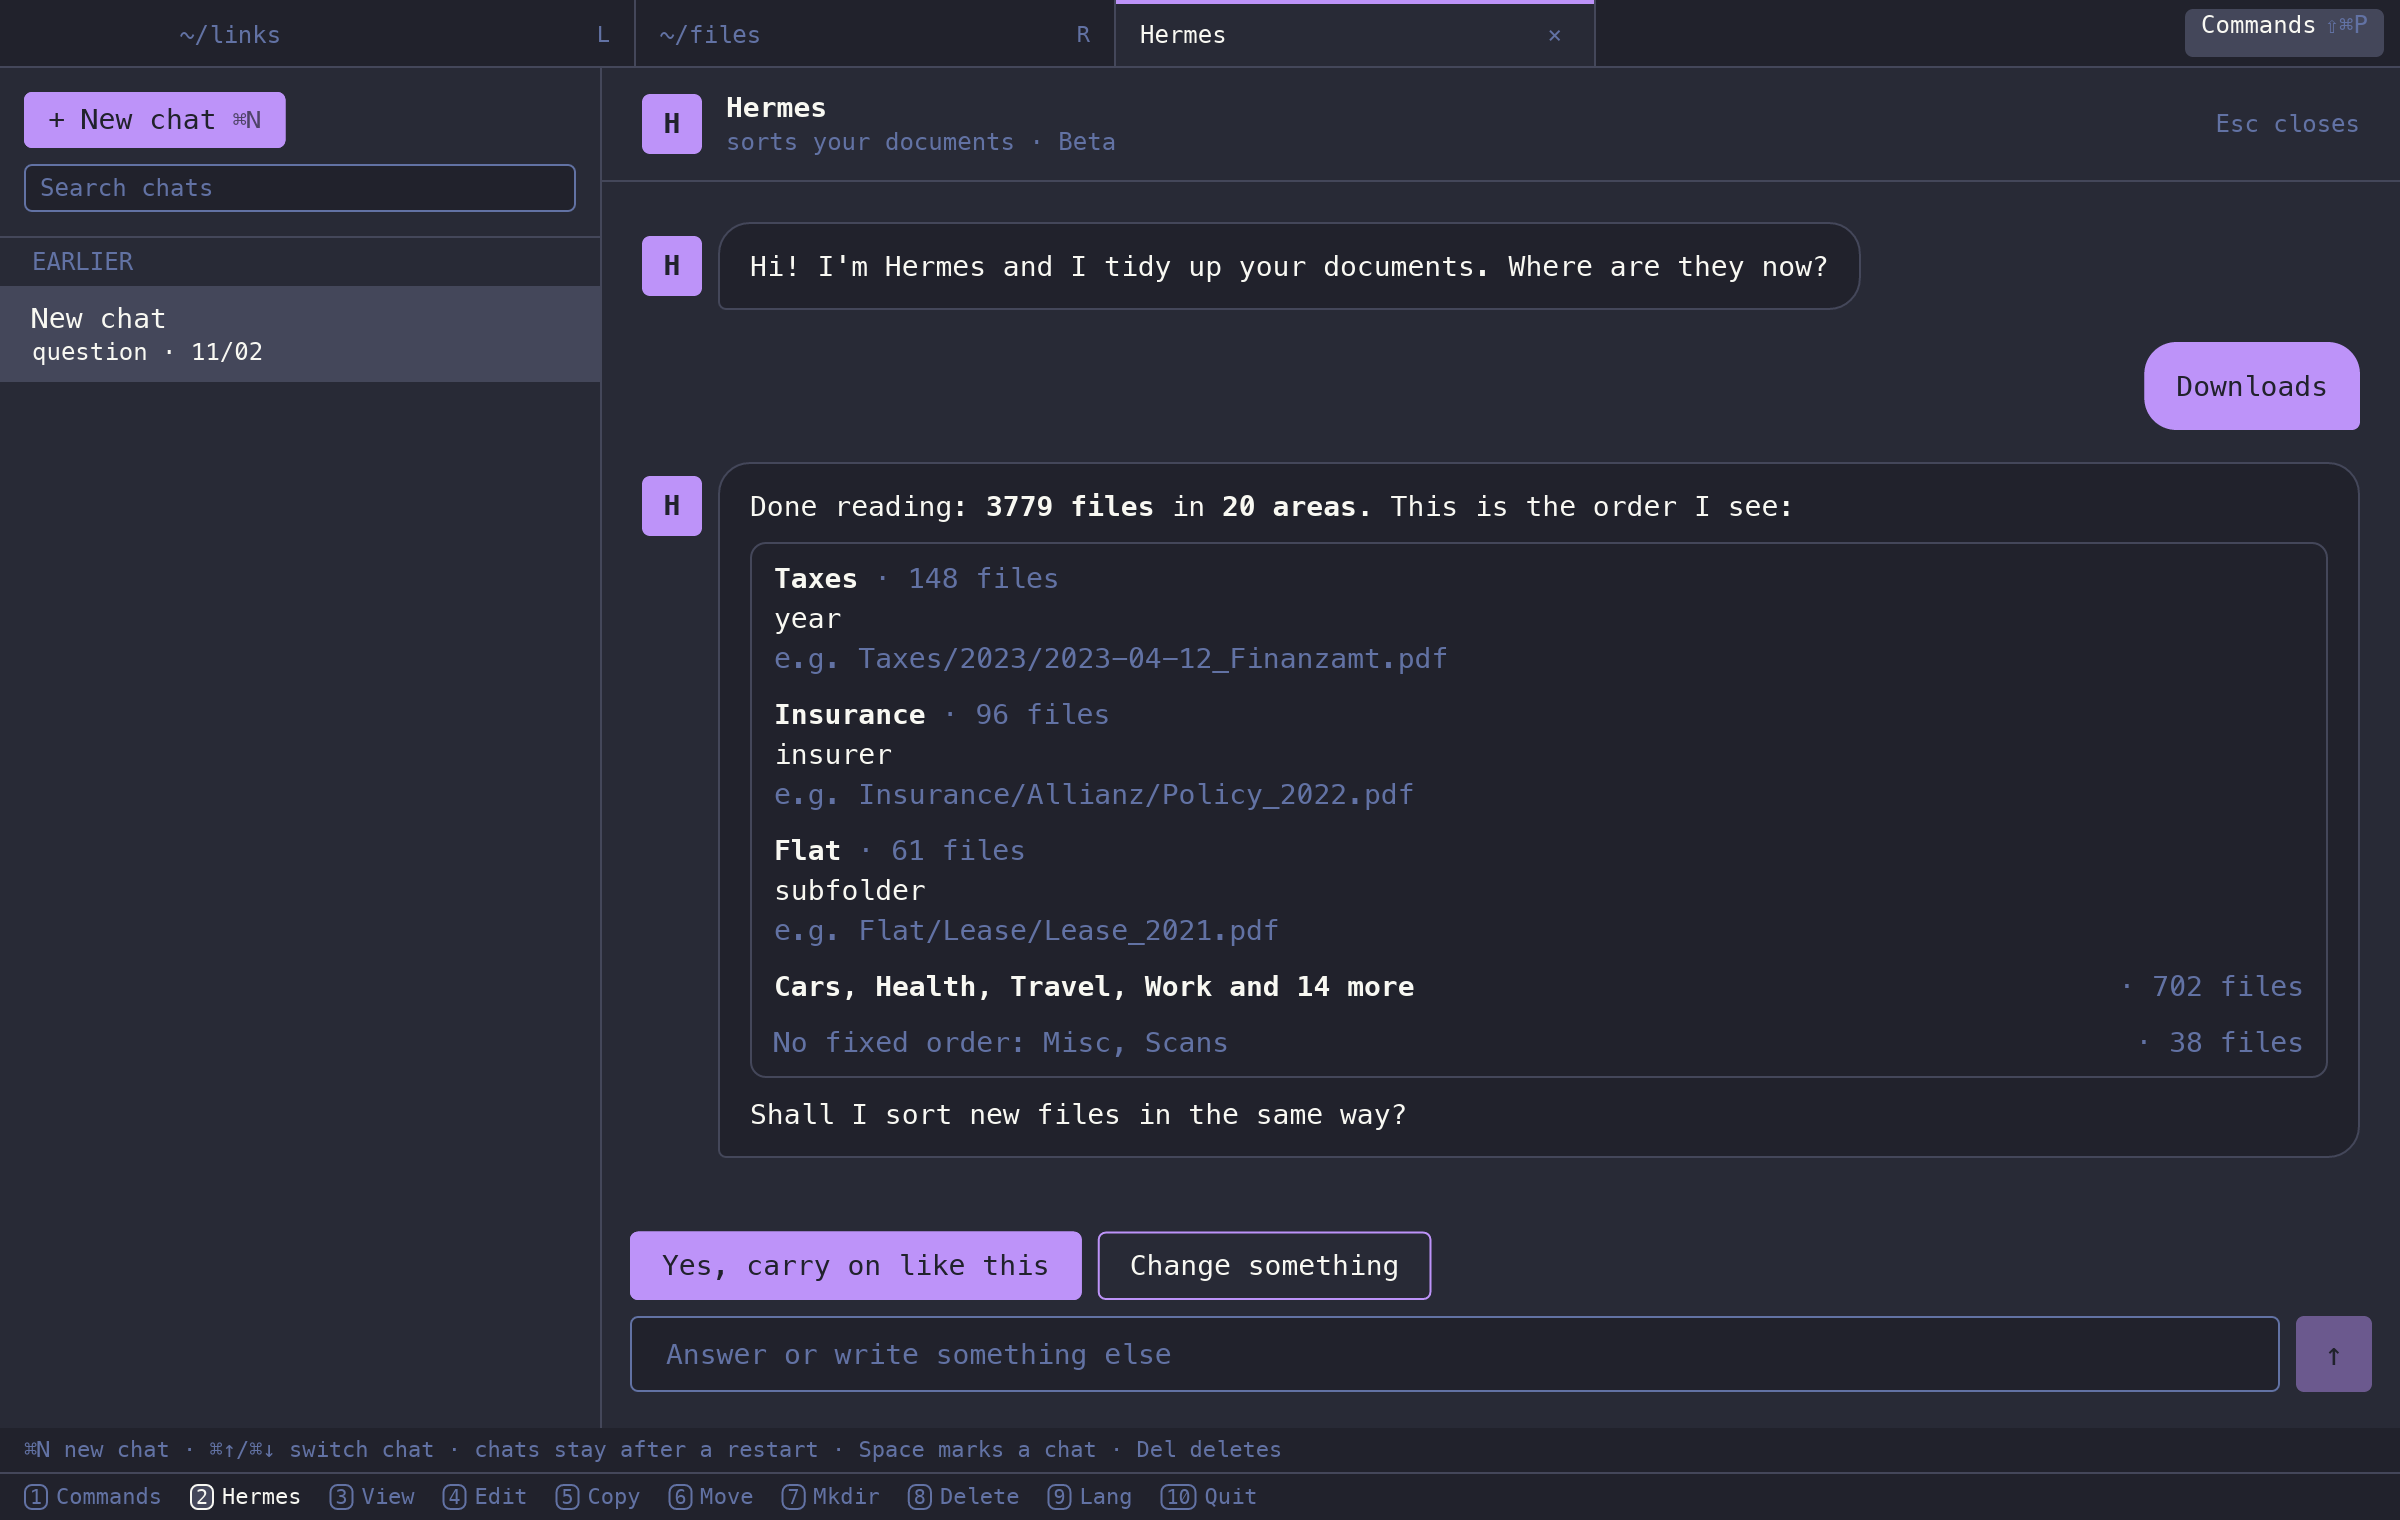 ~/links L ~/files R Hermes × Commands ⇧⌘P
+ New chat ⌘N
Search chats
EARLIER
New chat
question · 11/02
H Hermes
sorts your documents · Beta
Esc closes
H Hi! I'm Hermes and I tidy up your documents. Where are they now?
Downloads
H Done reading: 3779 files in 20 areas. This is the order I see:
Taxes · 148 files
year
e.g. Taxes/2023/2023−04−12_Finanzamt.pdf
Insurance · 96 files
insurer
e.g. Insurance/Allianz/Policy_2022.pdf
Flat · 61 files
subfolder
e.g. Flat/Lease/Lease_2021.pdf
Cars, Health, Travel, Work and 14 more · 702 files
No fixed order: Misc, Scans · 38 files
Shall I sort new files in the same way?
Yes, carry on like this Change something
Answer or write something else ↑
⌘N new chat · ⌘↑/⌘↓ switch chat · chats stay after a restart · Space marks a chat · Del deletes
1 Commands 2 Hermes 3 View 4 Edit 5 Copy 6 Move 7 Mkdir 8 Delete 9 Lang 10 Quit